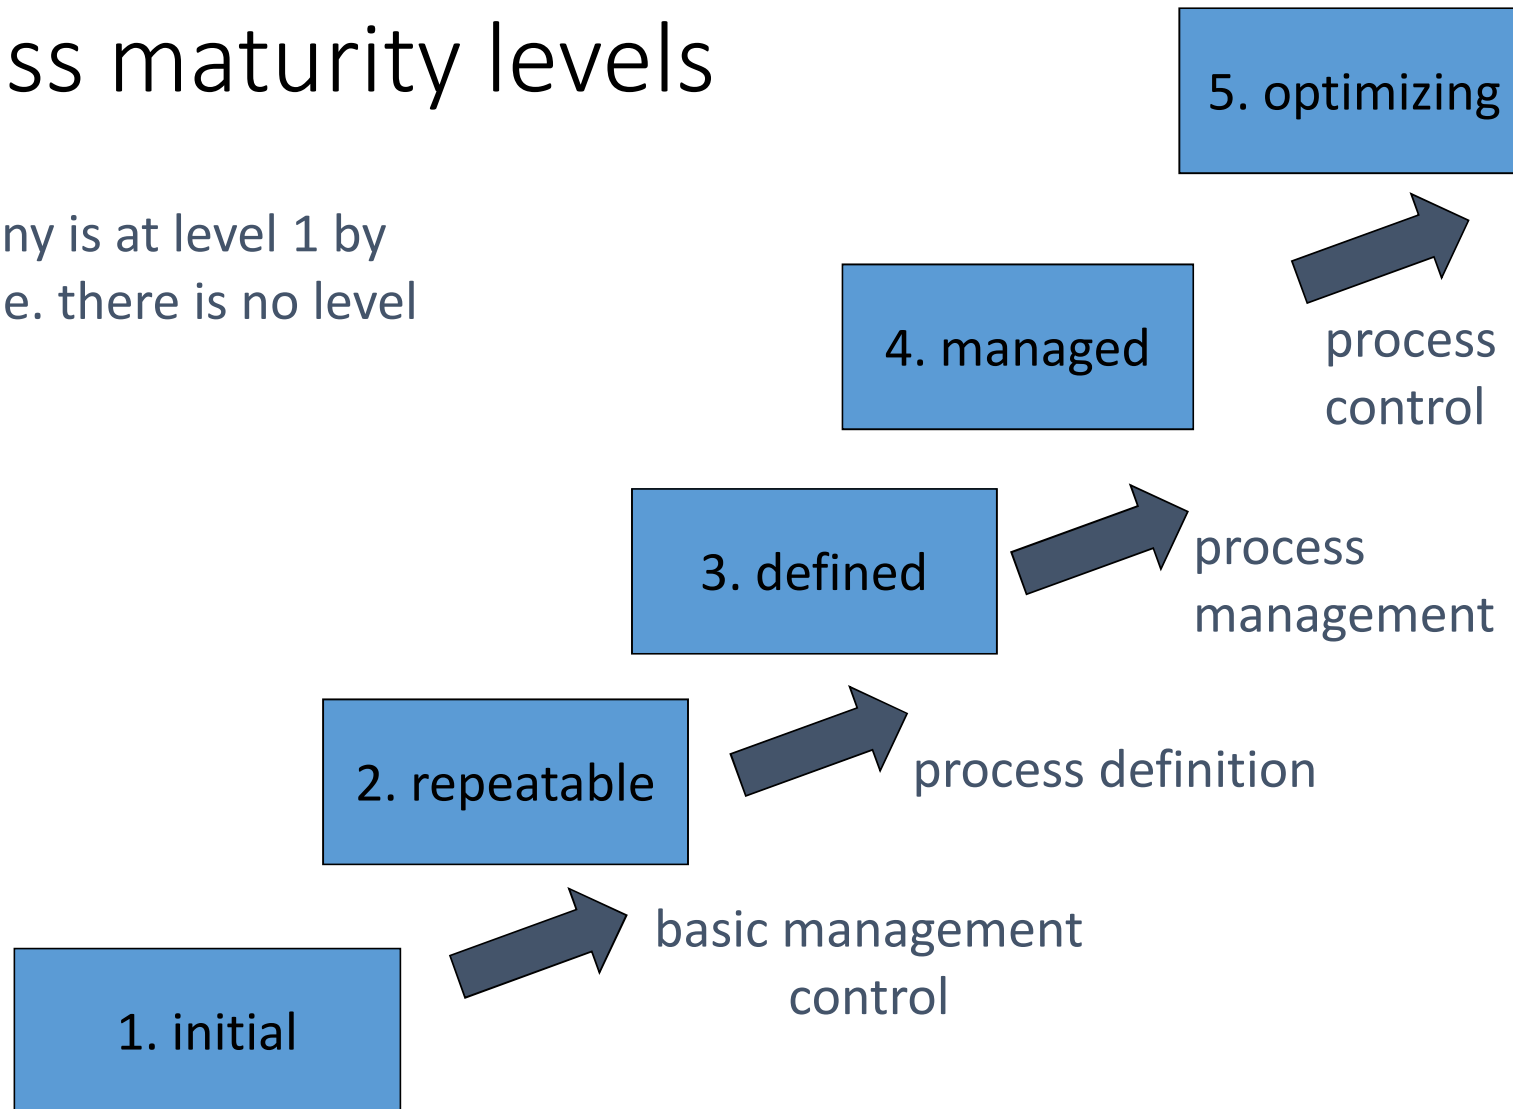 ss maturity levels
ny is at level 1 by
e. there is no level
5. optimizing
process
control
4. managed
process
management
3. defined
process definition
2. repeatable
basic management
control
1. initial